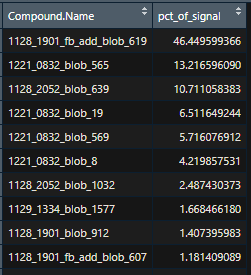 Compound.Name pct_of_signal
1128_1901_fb_add_blob_619 46.449599366
1221_0832_blob_565 13.216596090
1128_2052_blob_639 10.711058383
1221_0832_blob_19 6.511649244
1221_0832_blob_569 5.716076912
1221_0832_blob_8 4.219857531
1128_2052_blob_1032 2.487430373
1129_1334_blob_1577 1.668466180
1128_1901_blob_912 1.407395983
1128_1901_fb_add_blob_607 1.181409089